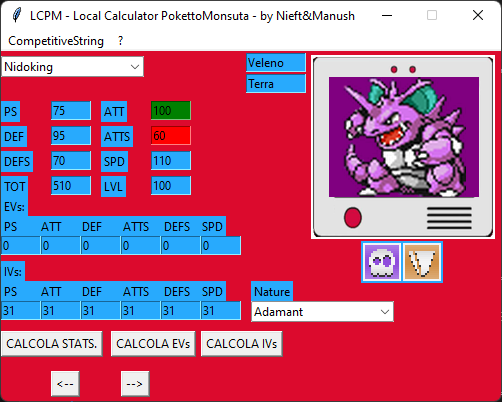 LCPM - Local Calculator PokettoMonsuta - by Nieft&Manush
CompetitiveString ?
Nidoking
Veleno
Terra
PS 75 ATT 100
DEF 95 ATTS 60
DEFS 70 SPD 110
TOT 510 LVL 100
EVs:
PS ATT DEF ATTS DEFS SPD
0 0 0 0 0 0
IVs:
PS ATT DEF ATTS DEFS SPD
31 31 31 31 31 31
Nature
Adamant
CALCOLA STATS. CALCOLA EVs CALCOLA IVs
<-- -->